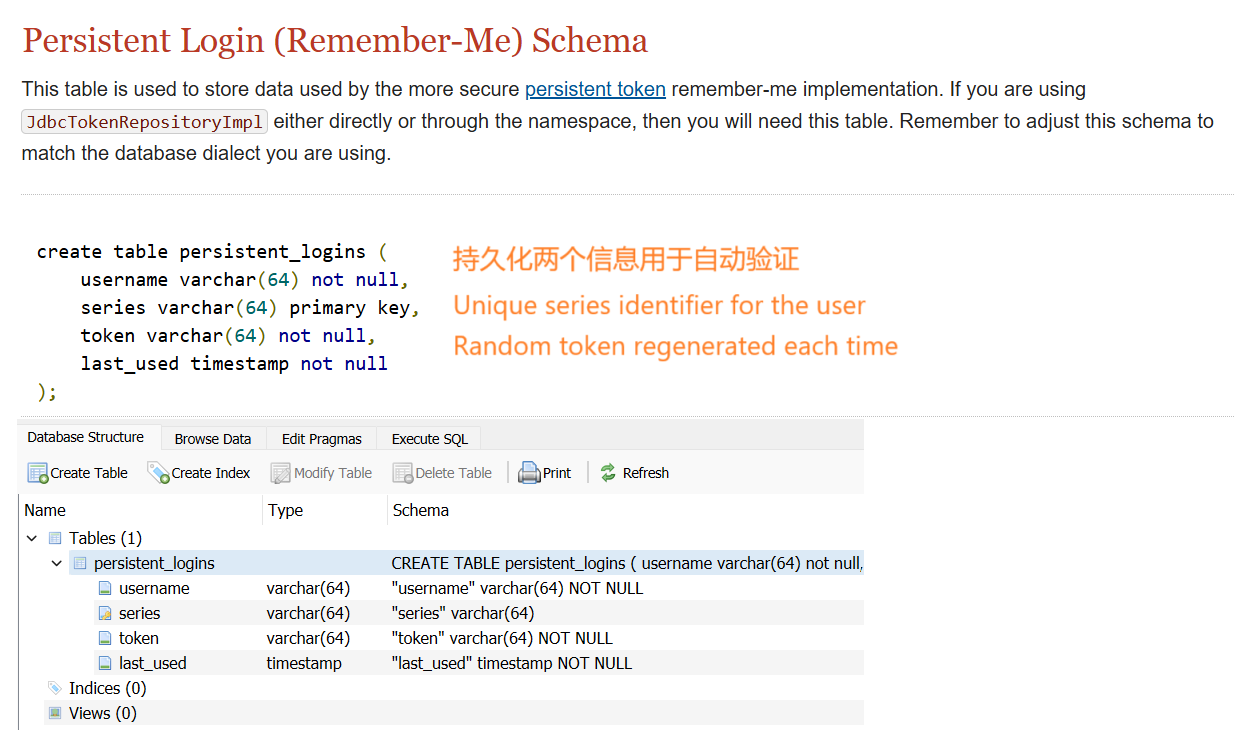 Persistent Login (Remember-Me) Schema
This table is used to store data used by the more secure persistent token remember-me implementation. If you are using
JdbcTokenRepositoryImpl either directly or through the namespace, then you will need this table. Remember to adjust this schema to
match the database dialect you are using.
create table persistent_logins (
username varchar(64) not null,
series varchar(64) primary key,
token varchar(64) not null,
last_used timestamp not null
);
持久化两个信息用于自动验证
Unique series identifier for the user
Random token regenerated each time
Database Structure Browse Data Edit Pragmas Execute SQL
Create Table Create Index Modify Table Delete Table Print Refresh
Name Type Schema
Tables (1)
persistent_logins CREATE TABLE persistent_logins ( username varchar(64) not null,
username varchar(64) "username" varchar(64) NOT NULL
series varchar(64) "series" varchar(64)
token varchar(64) "token" varchar(64) NOT NULL
last_used timestamp "last_used" timestamp NOT NULL
Indices (0)
Views (0)